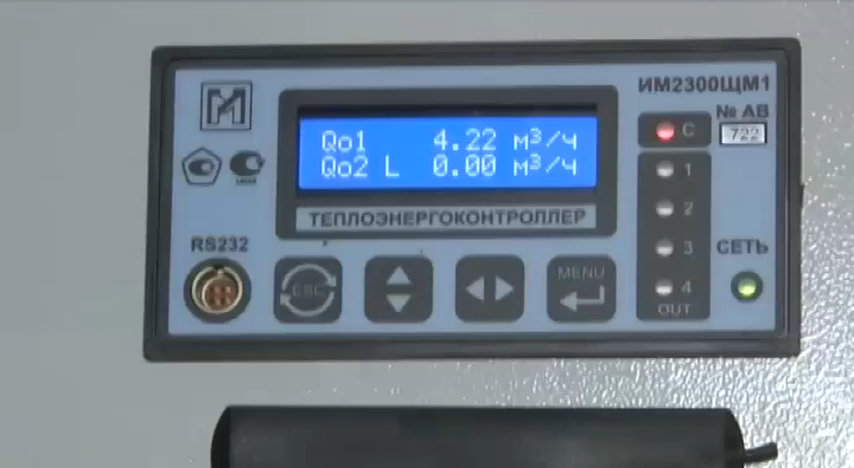 ИМ2300ЩМ1
№ АВ
722
Qo1 4.22 м³/ч
Qo2 L 0.00 м³/ч
ТЕПЛОЭНЕРГОКОНТРОЛЛЕР
С
1
2
3
4
OUT
СЕТЬ
RS232
ESC
MENU